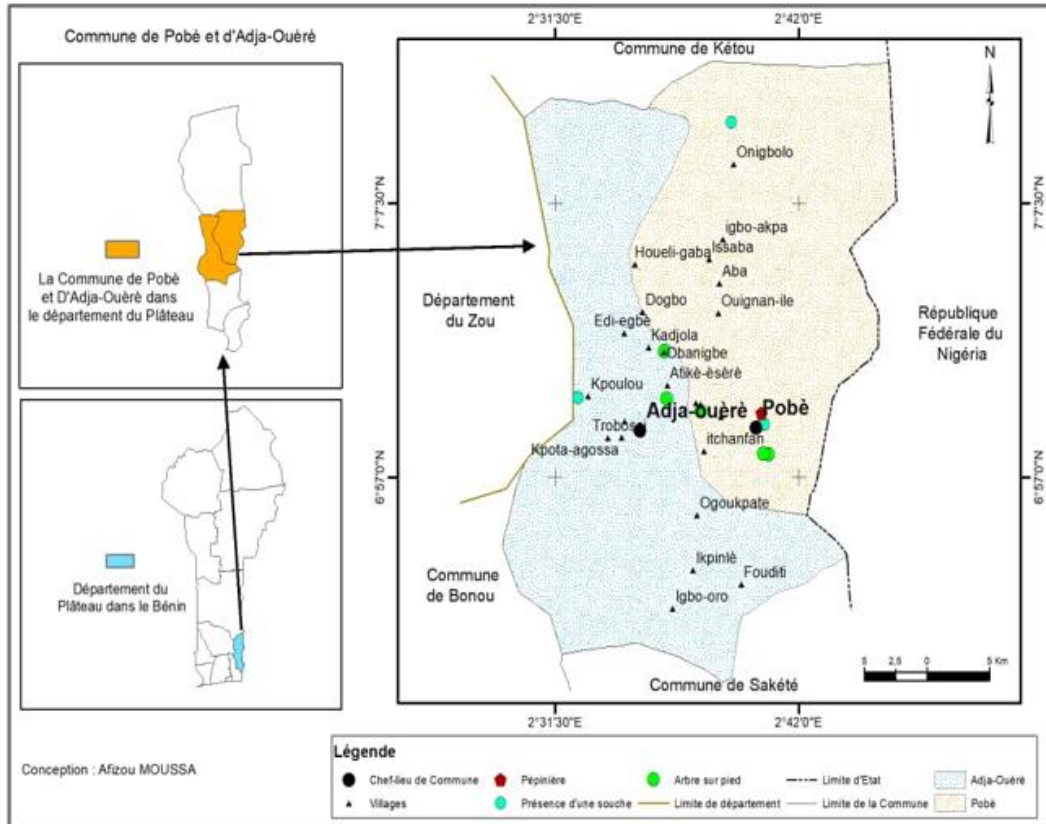 Commune de Pobè et d'Adja-Ouèrè
La Commune de Pobè
et D'Adja-Ouèrè dans
le département du Plâteau
Département du
Plâteau dans le Bénin
Conception : Afizou MOUSSA
2°31'30"E
2°42'0"E
Commune de Kétou
N
7°7'30"N
7°7'30"N
Onigbolo
igbo-akpa
Issaba
Houeli-gaba
Aba
Département
du Zou
Dogbo
Ouignan-ile
République
Fédérale du
Nigéria
Edi-egbè
Kadjola
Obanigbe
Atikè-èsèrè
Kpoulou
Adja-ouèrè
Pobè
Trobossi
Kpota-agossa
itchanfan
6°57'0"N
6°57'0"N
Ogoukpate
Ikpinlè
Fouditi
Commune
de Bonou
Igbo-oro
5 2,5 0 5 Km
Commune de Sakété
2°31'30"E
2°42'0"E
Légende
Chef-lieu de Commune
Pépinière
Arbre sur pied
Limite d'Etat
Adja-Ouèrè
Villages
Présence d'une souche
Limite de département
Limite de la Commune
Pobè